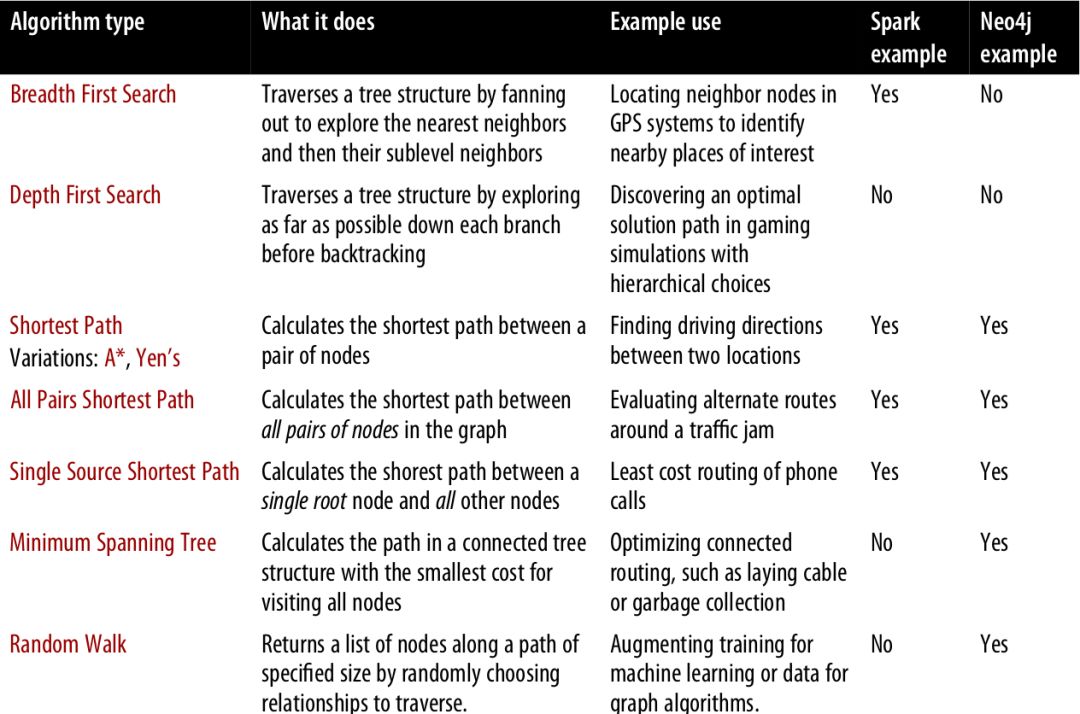 Algorithm type What it does Example use Spark example Neo4j example
Breadth First Search Traverses a tree structure by fanning Locating neighbor nodes in Yes No
out to explore the nearest neighbors GPS systems to identify
and then their sublevel neighbors nearby places of interest
Depth First Search Traverses a tree structure by exploring Discovering an optimal No No
as far as possible down each branch solution path in gaming
before backtracking simulations with
hierarchical choices
Shortest Path Calculates the shortest path between a Finding driving directions Yes Yes
Variations: A*, Yen's pair of nodes between two locations
All Pairs Shortest Path Calculates the shortest path between Evaluating alternate routes Yes Yes
all pairs of nodes in the graph around a traffic jam
Single Source Shortest Path Calculates the shorest path between a Least cost routing of phone Yes Yes
single root node and all other nodes calls
Minimum Spanning Tree Calculates the path in a connected tree Optimizing connected No Yes
structure with the smallest cost for routing, such as laying cable
visiting all nodes or garbage collection
Random Walk Returns a list of nodes along a path of Augmenting training for No Yes
specified size by randomly choosing machine learning or data for
relationships to traverse. graph algorithms.